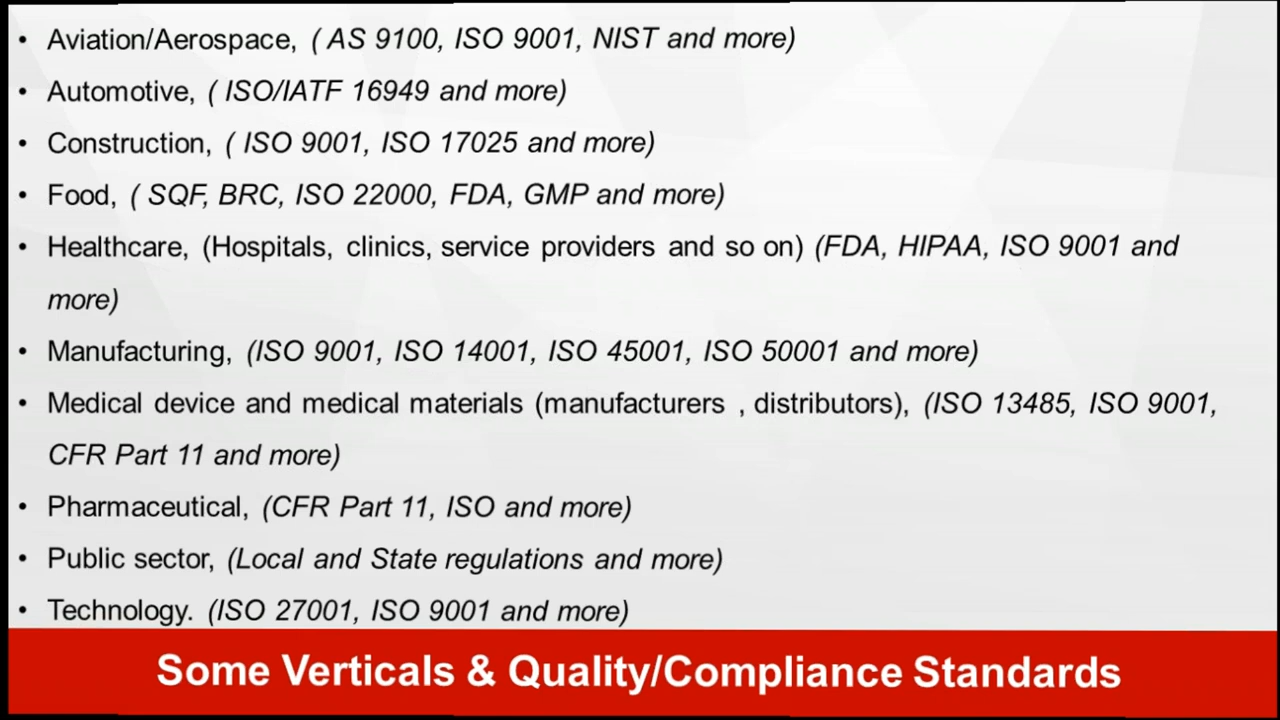 • Aviation/Aerospace, ( AS 9100, ISO 9001, NIST and more)
• Automotive, ( ISO/IATF 16949 and more)
• Construction, ( ISO 9001, ISO 17025 and more)
• Food, ( SQF, BRC, ISO 22000, FDA, GMP and more)
• Healthcare, (Hospitals, clinics, service providers and so on) (FDA, HIPAA, ISO 9001 and
more)
• Manufacturing, (ISO 9001, ISO 14001, ISO 45001, ISO 50001 and more)
• Medical device and medical materials (manufacturers , distributors), (ISO 13485, ISO 9001,
CFR Part 11 and more)
• Pharmaceutical, (CFR Part 11, ISO and more)
• Public sector, (Local and State regulations and more)
• Technology. (ISO 27001, ISO 9001 and more)
Some Verticals & Quality/Compliance Standards